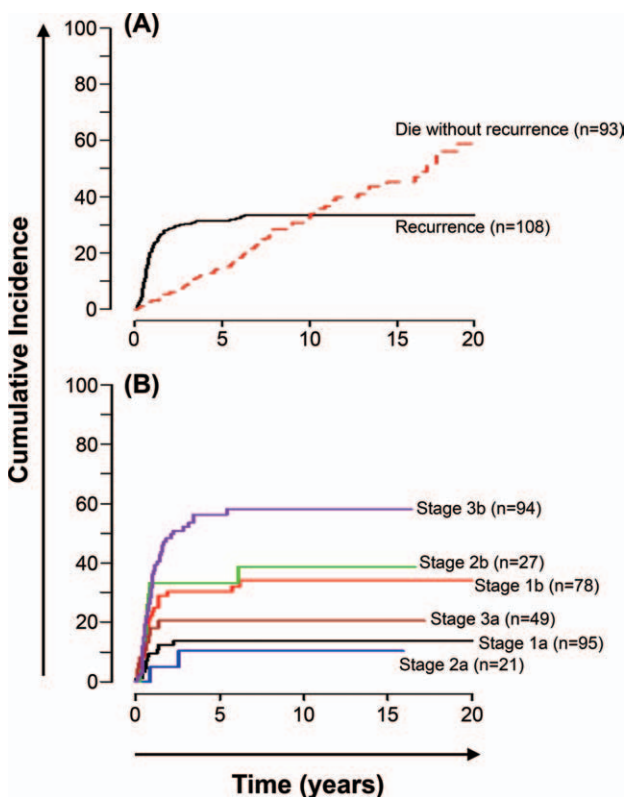 Cumulative Incidence
(A)
100
80
60
40
20
0
Die without recurrence (n=93)
Recurrence (n=108)
0 5 10 15 20
(B)
100
80
60
40
20
0
Stage 3b (n=94)
Stage 2b (n=27)
Stage 1b (n=78)
Stage 3a (n=49)
Stage 1a (n=95)
Stage 2a (n=21)
0 5 10 15 20
Time (years)